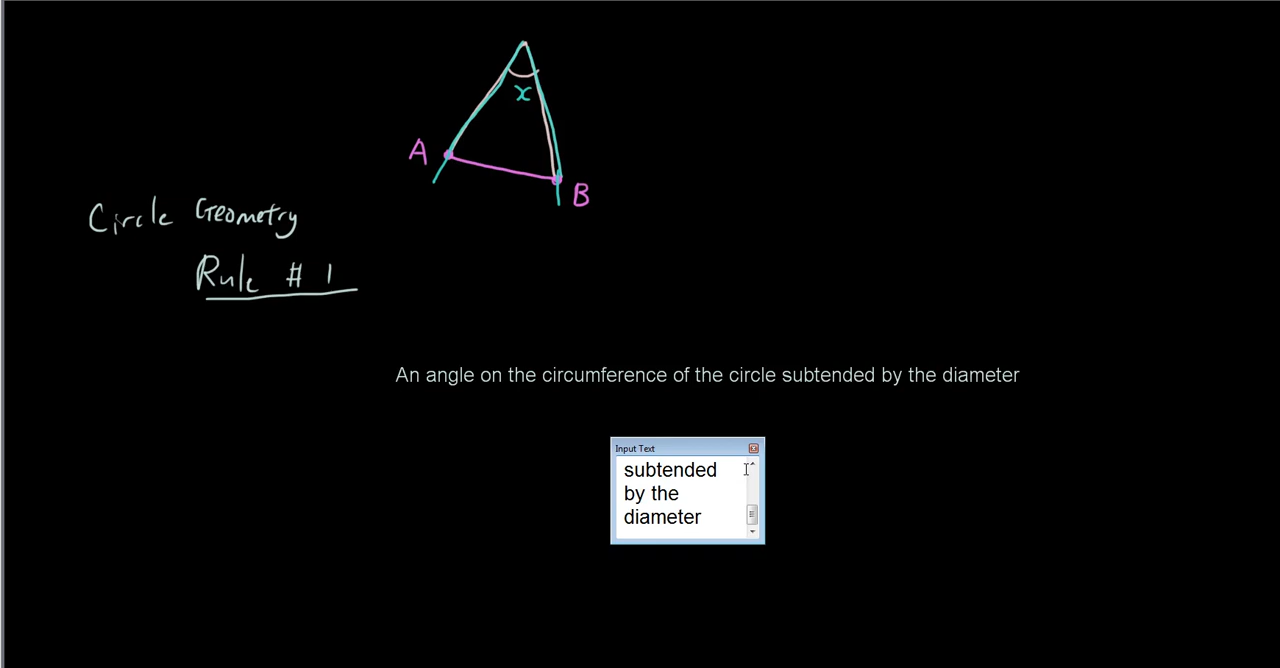 x
A
B
Circle Geometry
Rule # 1
An angle on the circumference of the circle subtended by the diameter
Input Text
subtended
by the
diameter